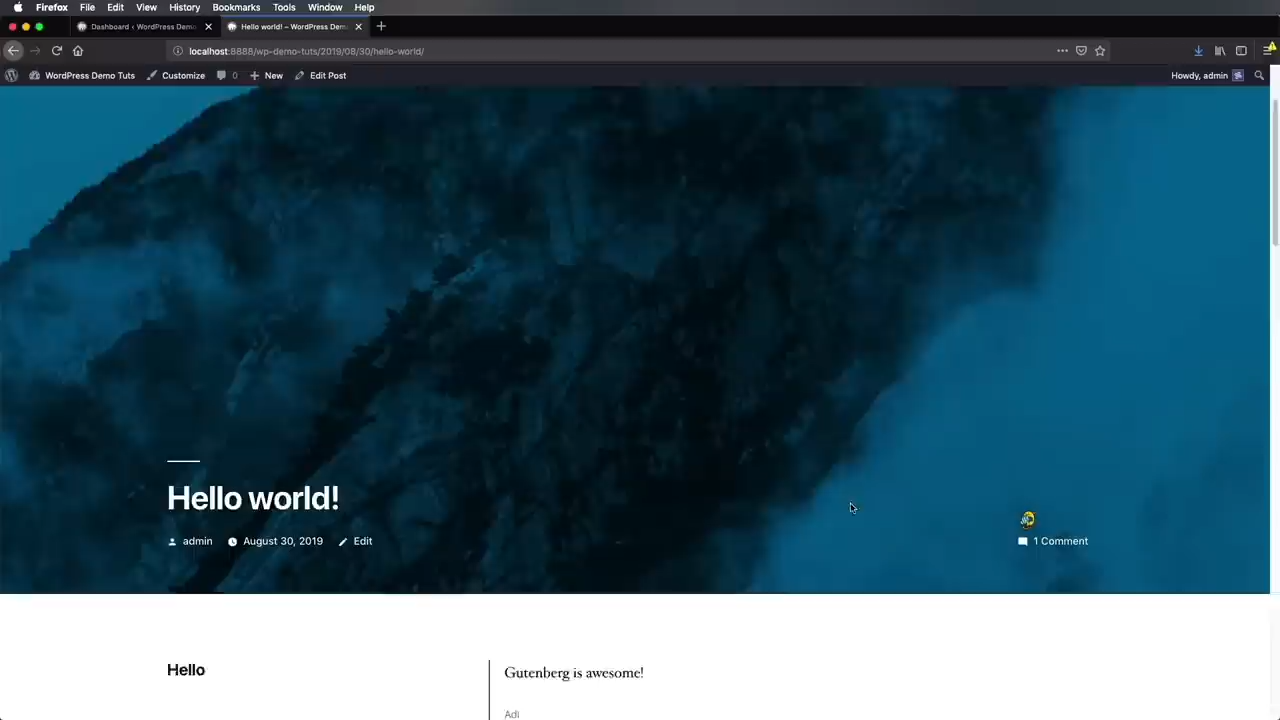 Firefox File Edit View History Bookmarks Tools Window Help
Dashboard ‹ WordPress Demo
Hello world! – WordPress Dem
localhost:8888/wp-demo-tuts/2019/08/30/hello-world/
WordPress Demo Tuts Customize 0 New Edit Post Howdy, admin
Hello world!
admin August 30, 2019 Edit
1 Comment
Hello
Gutenberg is awesome!
Adi